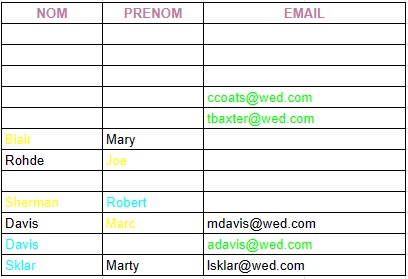 NOM PRENOM EMAIL
ccoats@wed.com
tbaxter@wed.com
Blair Mary
Rohde Joe
Sherman Robert
Davis Marc mdavis@wed.com
Davis adavis@wed.com
Sklar Marty lsklar@wed.com